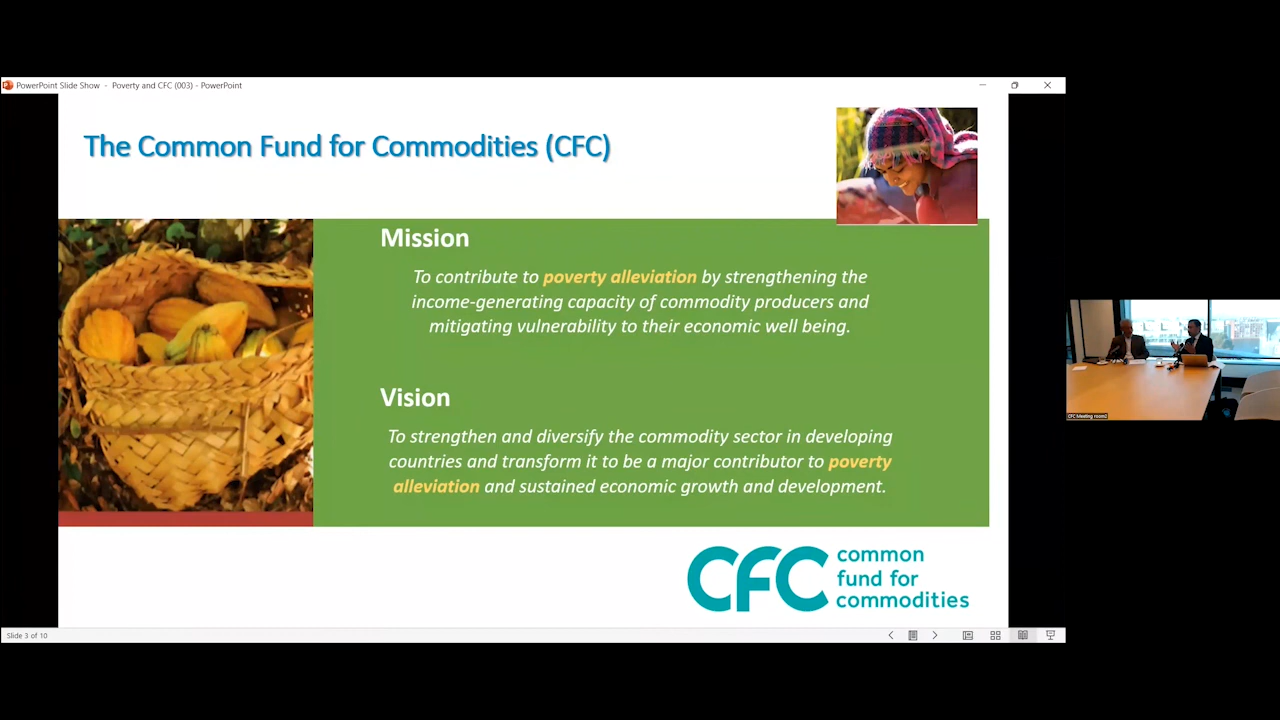 PowerPoint Slide Show - Poverty and CFC (003) - PowerPoint
The Common Fund for Commodities (CFC)
Mission
To contribute to poverty alleviation by strengthening the
income-generating capacity of commodity producers and
mitigating vulnerability to their economic well being.
Vision
To strengthen and diversify the commodity sector in developing
countries and transform it to be a major contributor to poverty
alleviation and sustained economic growth and development.
CFC
common
fund for
commodities
CFC Meeting room2
Slide 3 of 10